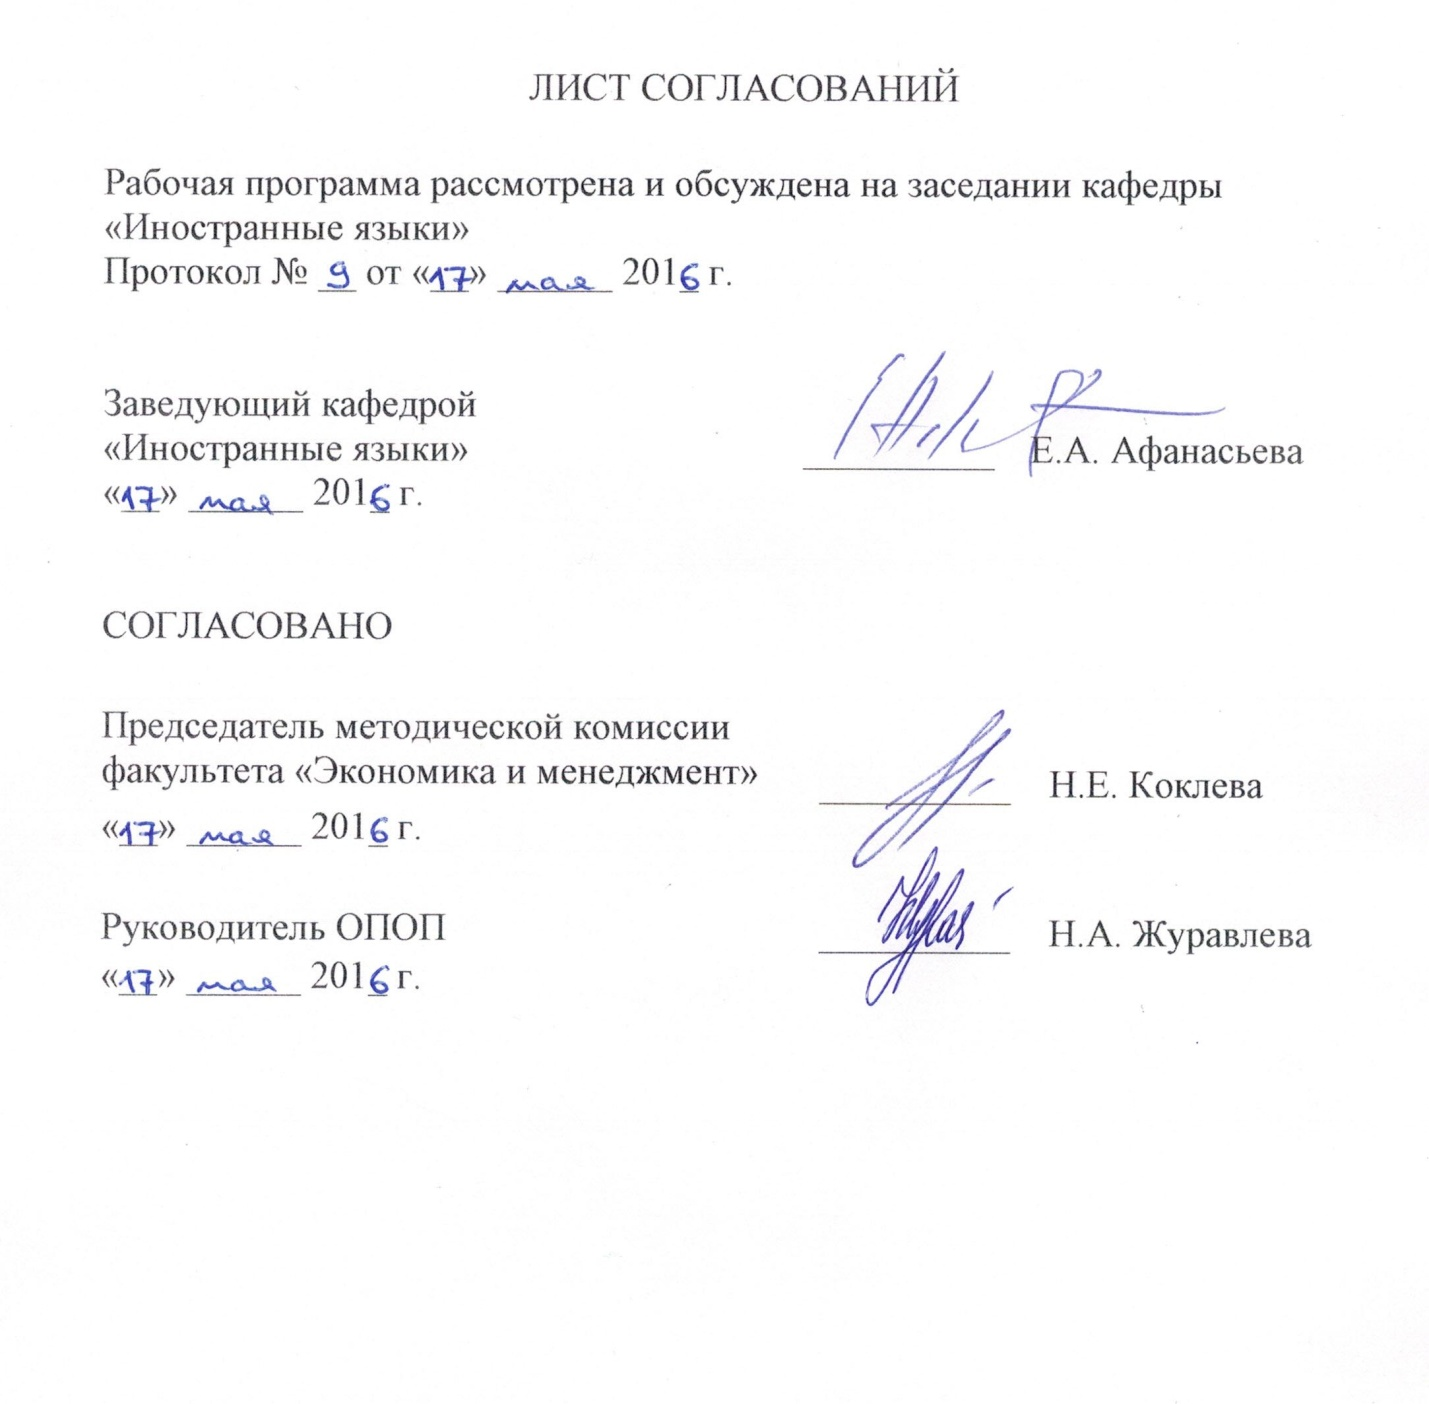 ЛИСТ СОГЛАСОВАНИЙ
Рабочая программа рассмотрена и обсуждена на заседании кафедры
«Иностранные языки»
Протокол № 9 от «17» мая 2016 г.
Заведующий кафедрой
«Иностранные языки» Е.А. Афанасьева
«17» мая 2016 г.
СОГЛАСОВАНО
Председатель методической комиссии
факультета «Экономика и менеджмент» Н.Е. Коклева
«17» мая 2016 г.
Руководитель ОПОП Н.А. Журавлева
«17» мая 2016 г.